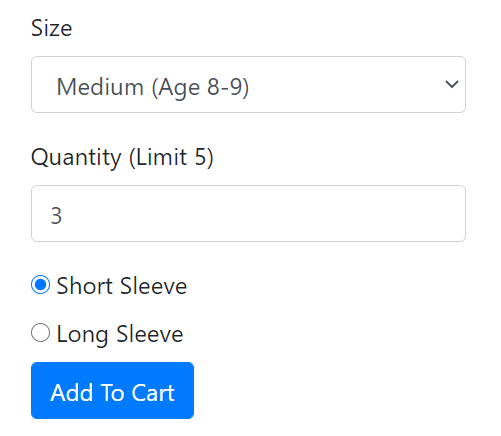 Size
Medium (Age 8-9)
Quantity (Limit 5)
3
Short Sleeve
Long Sleeve
Add To Cart